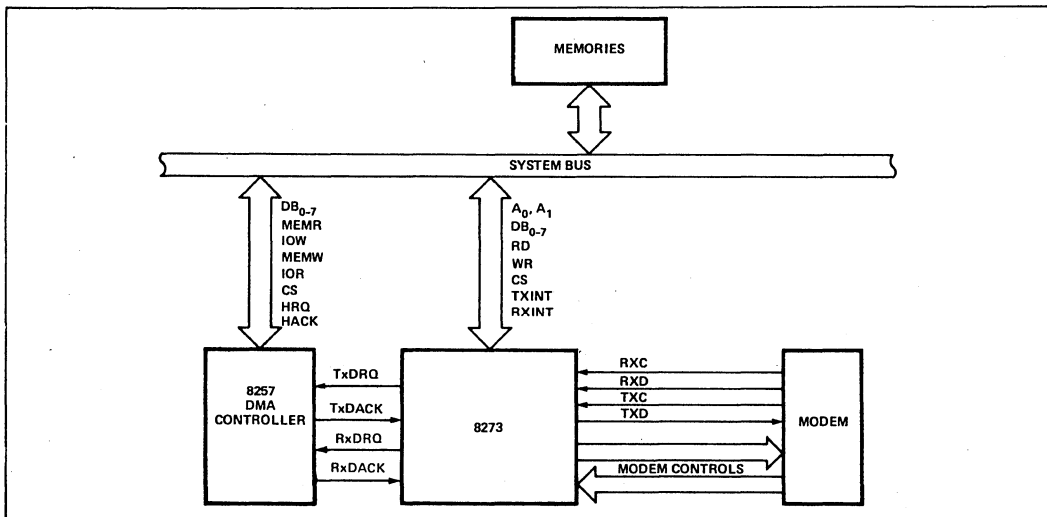 MEMORIES
SYSTEM BUS
DB0-7
MEMR
IOW
MEMW
IOR
CS
HRQ
HACK
A0, A1
DB0-7
RD
WR
CS
TXINT
RXINT
8257
DMA
CONTROLLER
TxDRQ
TxDACK
RxDRQ
RxDACK
8273
RXC
RXD
TXC
TXD
MODEM CONTROLS
MODEM